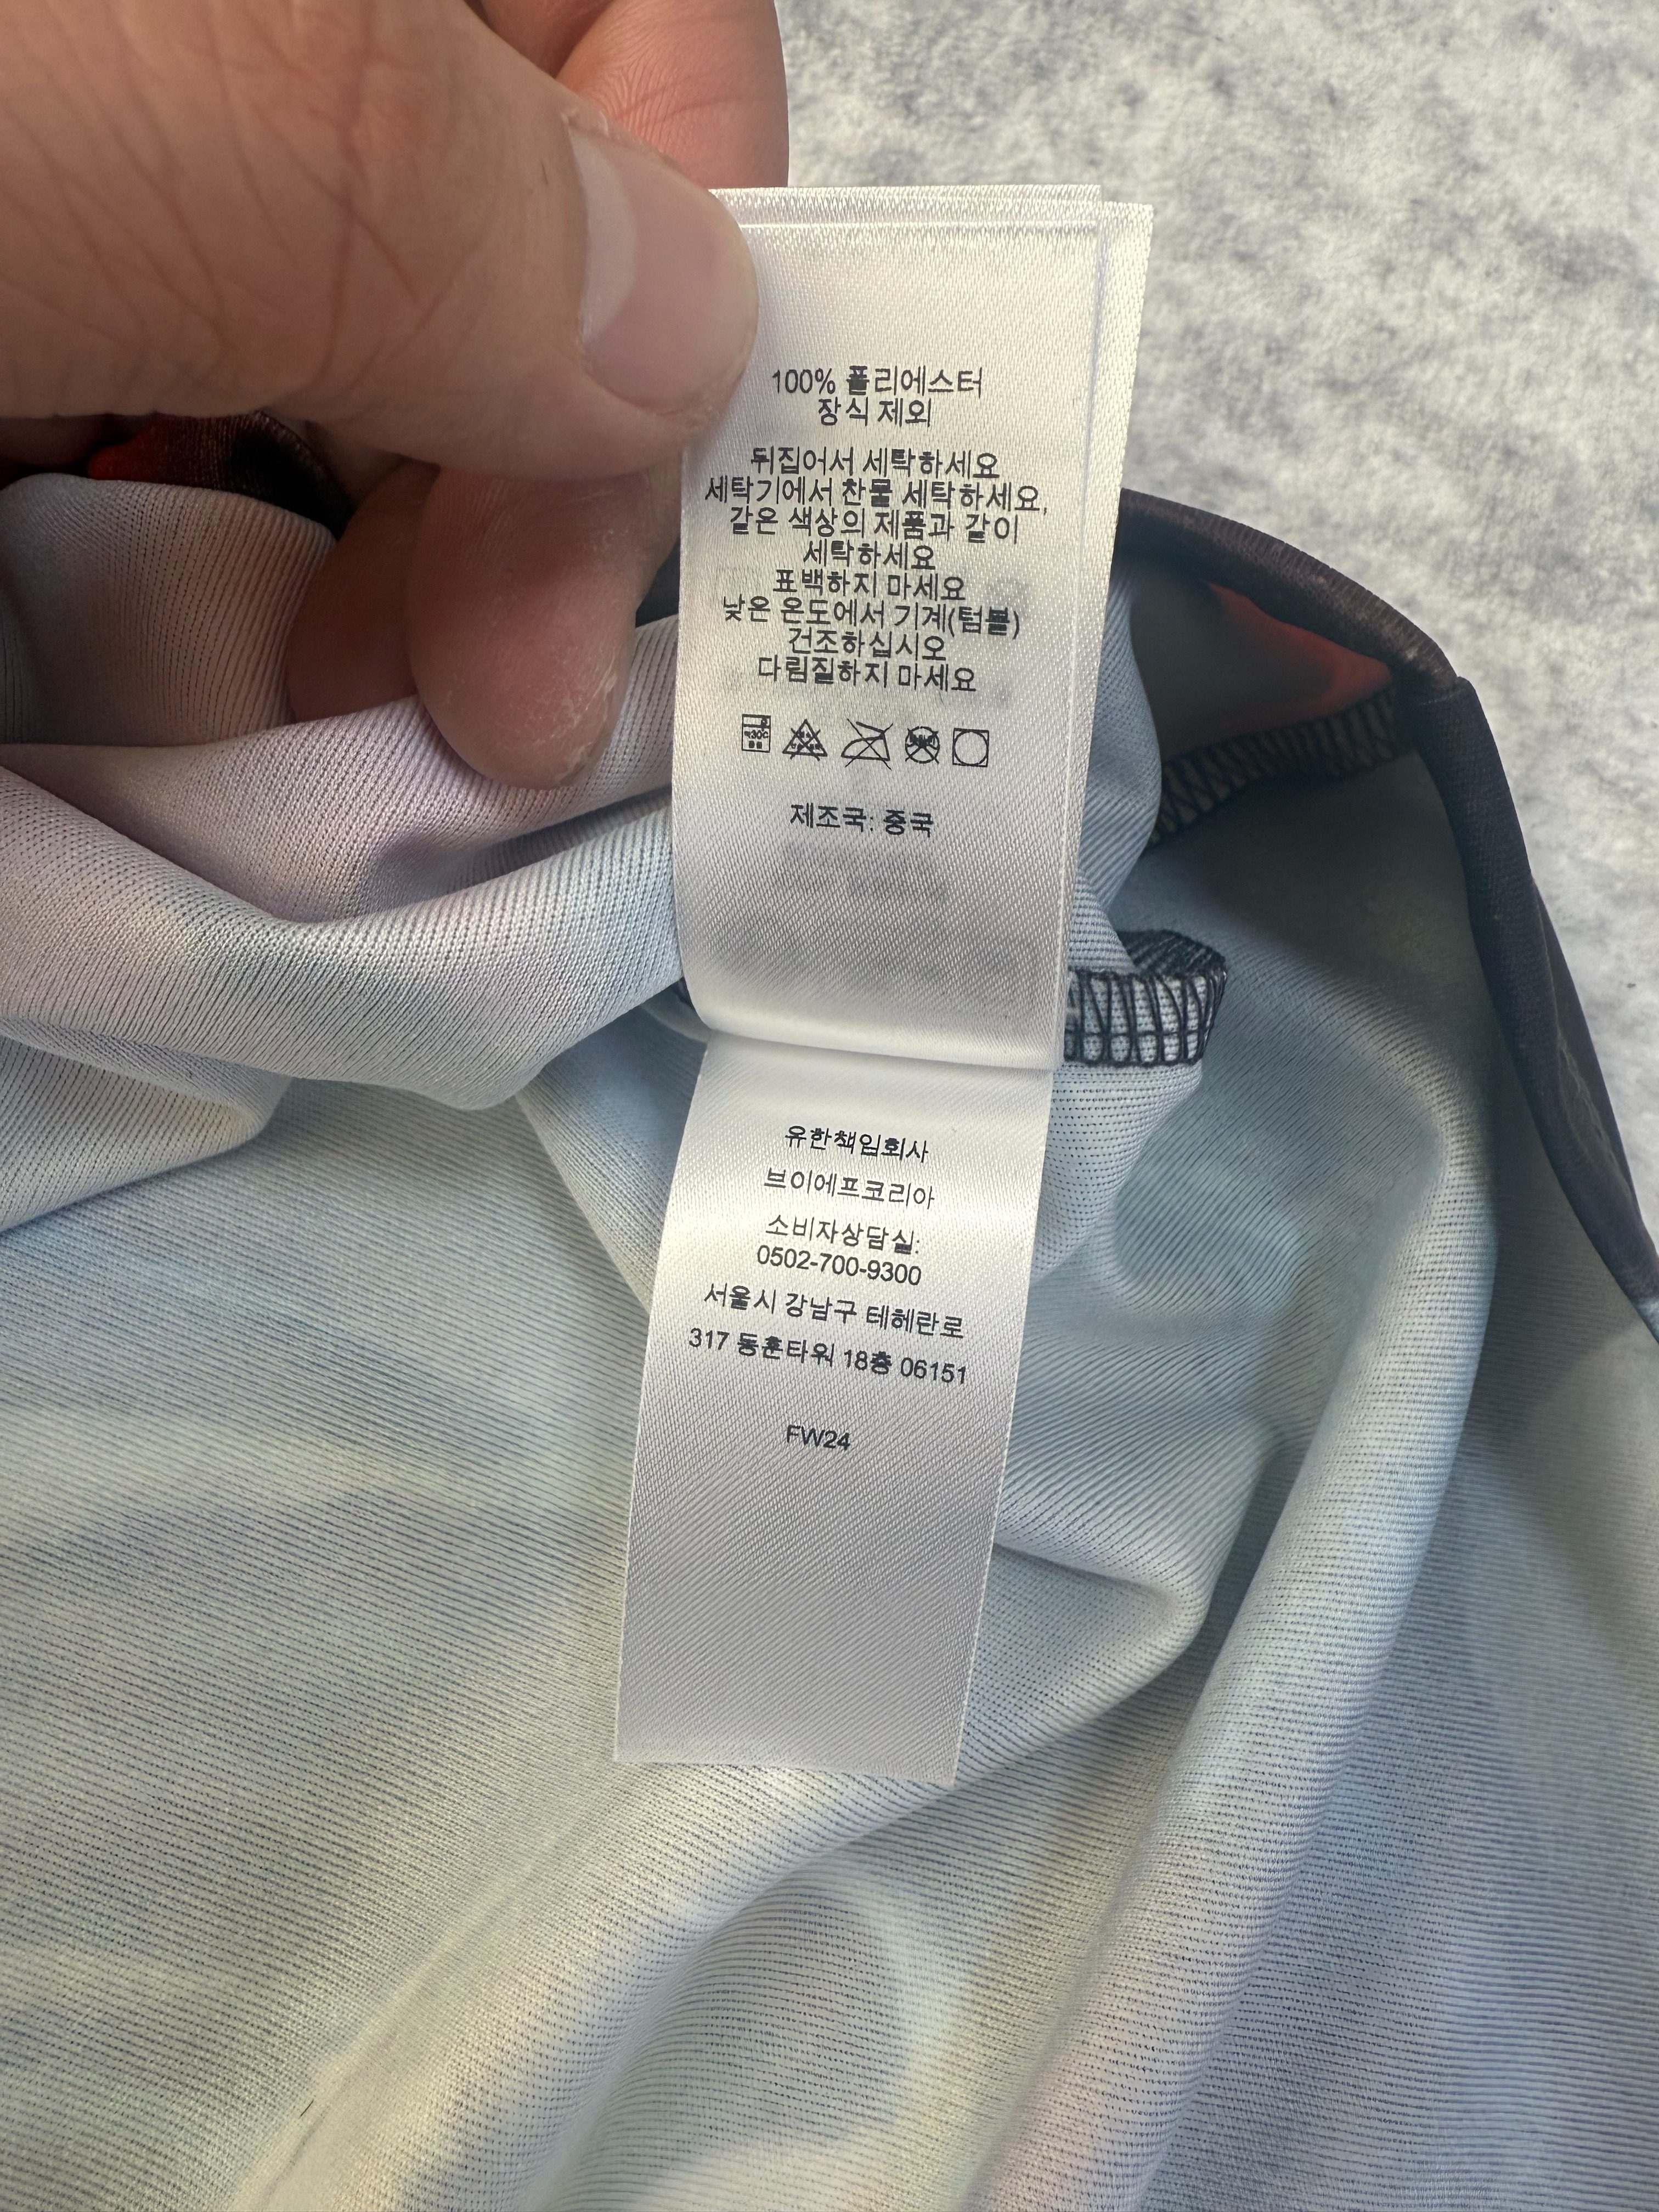 100% 폴리에스터
장식 제외
뒤집어서 세탁하세요
세탁기에서 찬물 세탁하세요,
같은 색상의 제품과 같이
세탁하세요
표백하지 마세요
낮은 온도에서 기계(텀블)
건조하십시오
다림질하지 마세요
제조국: 중국
유한책임회사
브이에프코리아
소비자상담실:
0502-700-9300
서울시 강남구 테헤란로
317 동훈타워 18층 06151
FW24